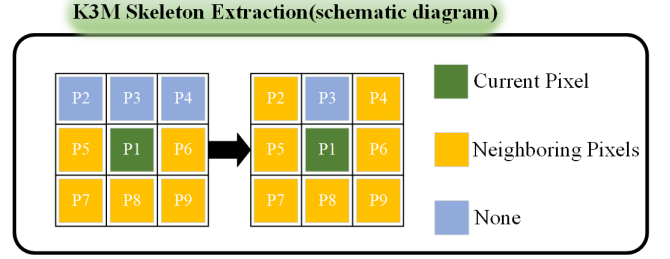 K3M Skeleton Extraction(schematic diagram)
P2 P3 P4 P2 P3 P4 Current Pixel
P5 P1 P6 P5 P1 P6 Neighboring Pixels
P7 P8 P9 P7 P8 P9 None